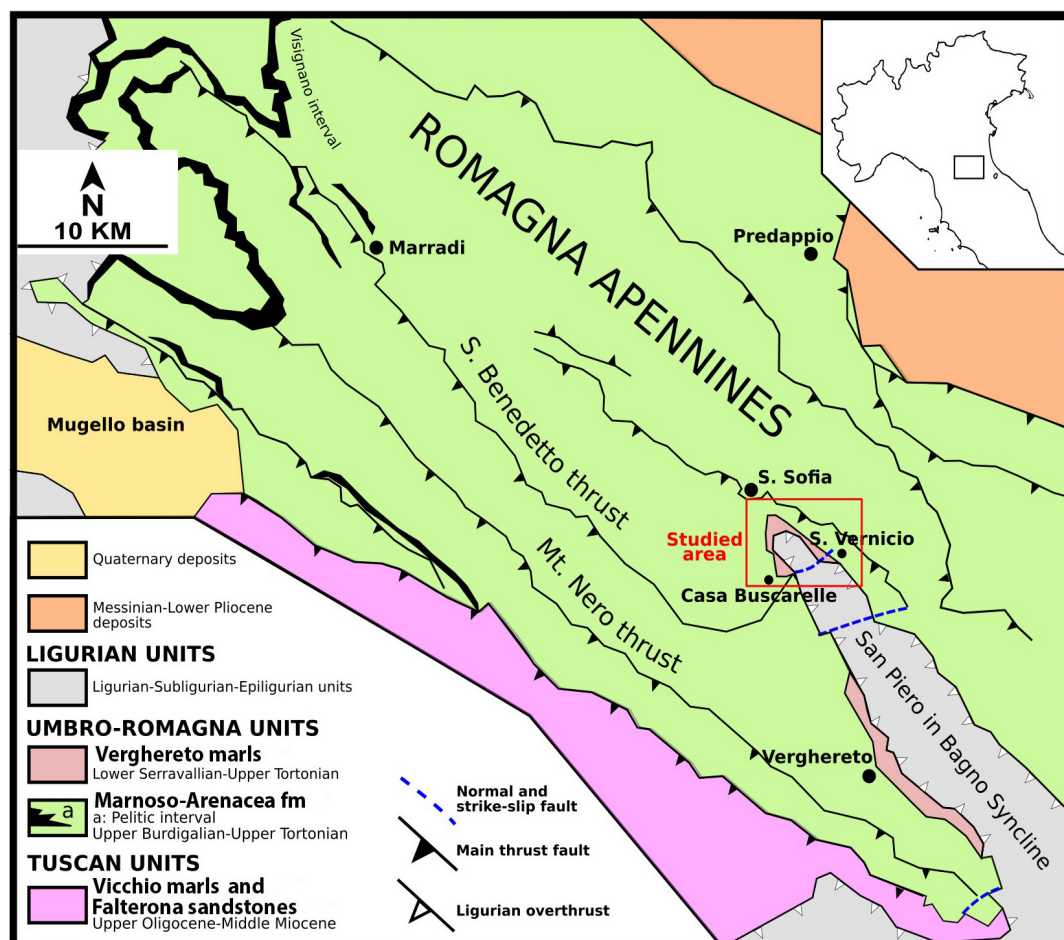 Visignano interval
ROMAGNA APENNINES
N
10 KM
Marradi
Predappio
S. Benedetto thrust
Mugello basin
S. Sofia
Studied
area
S. Vernicio
Casa Buscarelle
Mt. Nero thrust
San Piero in Bagno Syncline
Verghereto
Quaternary deposits
Messinian-Lower Pliocene
deposits
LIGURIAN UNITS
Ligurian-Subligurian-Epiligurian units
UMBRO-ROMAGNA UNITS
Verghereto marls
Lower Serravallian-Upper Tortonian
a
Marnoso-Arenacea fm
a: Pelitic interval
Upper Burdigalian-Upper Tortonian
TUSCAN UNITS
Vicchio marls and
Falterona sandstones
Upper Oligocene-Middle Miocene
Normal and
strike-slip fault
Main thrust fault
Ligurian overthrust